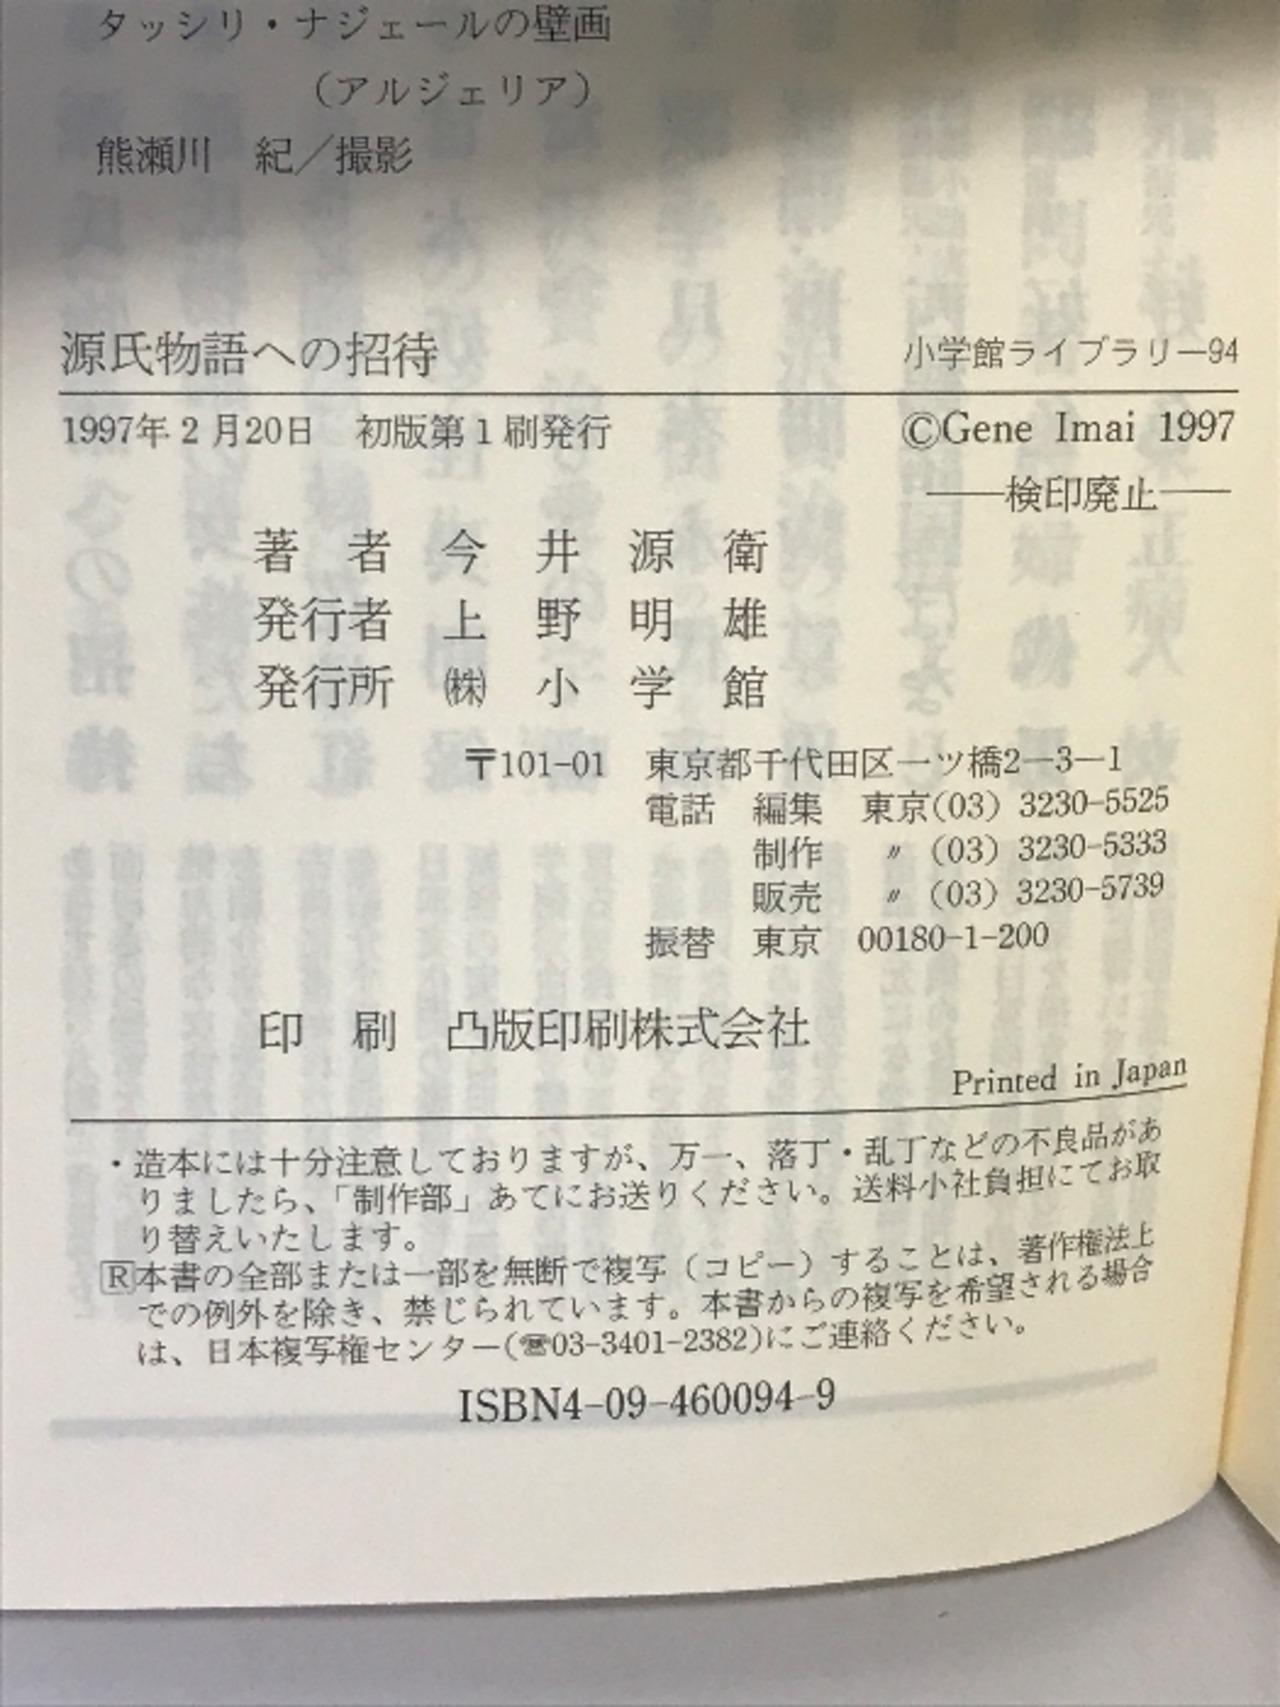 タッシリ・ナジェールの壁画
(アルジェリア)
熊瀬川 紀／撮影
源氏物語への招待 小学館ライブラリー94
1997年2月20日 初版第1刷発行 ©Gene Imai 1997
——検印廃止——
著 者 今 井 源 衛
発行者 上 野 明 雄
発行所 ㈱ 小 学 館
〒101-01 東京都千代田区一ツ橋2-3-1
電話 編集 東京(03) 3230-5525
制作 〃 (03) 3230-5333
販売 〃 (03) 3230-5739
振替 東京 00180-1-200
印 刷 凸版印刷株式会社
Printed in Japan
・造本には十分注意しておりますが、万一、落丁・乱丁などの不良品があ
りましたら、「制作部」あてにお送りください。送料小社負担にてお取
り替えいたします。
🅁本書の全部または一部を無断で複写（コピー）することは、著作権法上
での例外を除き、禁じられています。本書からの複写を希望される場合
は、日本複写権センター(☎03-3401-2382)にご連絡ください。
ISBN4-09-460094-9